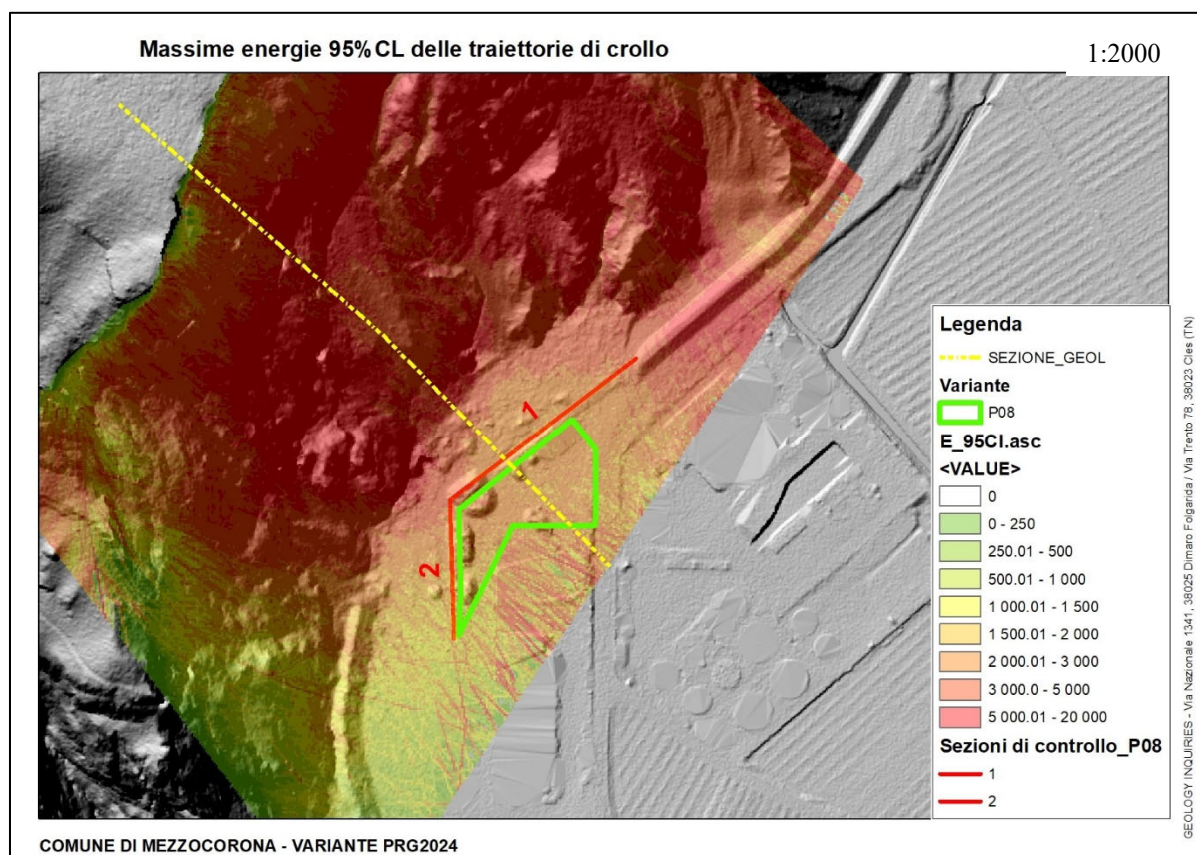 Massime energie 95%CL delle traiettorie di crollo
1:2000
1
2
Legenda
SEZIONE_GEOL
Variante
P08
E_95Cl.asc
<VALUE>
0
0 - 250
250.01 - 500
500.01 - 1 000
1 000.01 - 1 500
1 500.01 - 2 000
2 000.01 - 3 000
3 000.0 - 5 000
5 000.01 - 20 000
Sezioni di controllo_P08
1
2
GEOLOGY INQUIRIES - Via Nazionale 1341, 38025 Dimaro Folgarida / Via Trento 78, 38023 Cles (TN)
COMUNE DI MEZZOCORONA - VARIANTE PRG2024